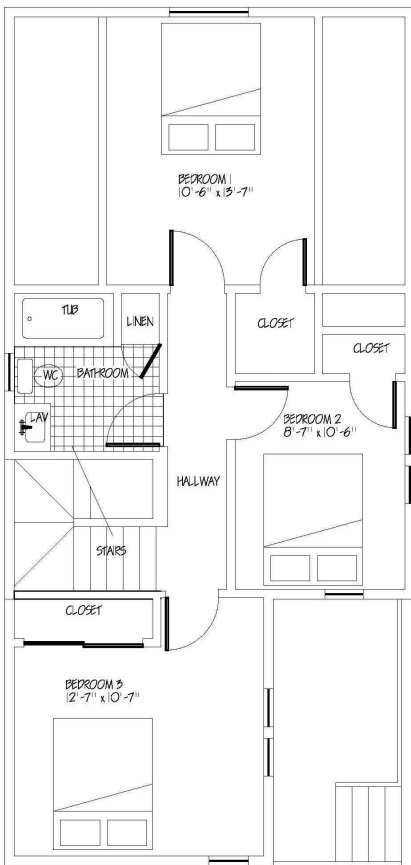 BEDROOM 1
10'-6" x 13'-7"
TUB
LINEN
CLOSET
CLOSET
WC
BATHROOM
LAV
BEDROOM 2
8'-7" x 10'-6"
HALLWAY
STAIRS
CLOSET
BEDROOM 3
12'-7" x 10'-7"